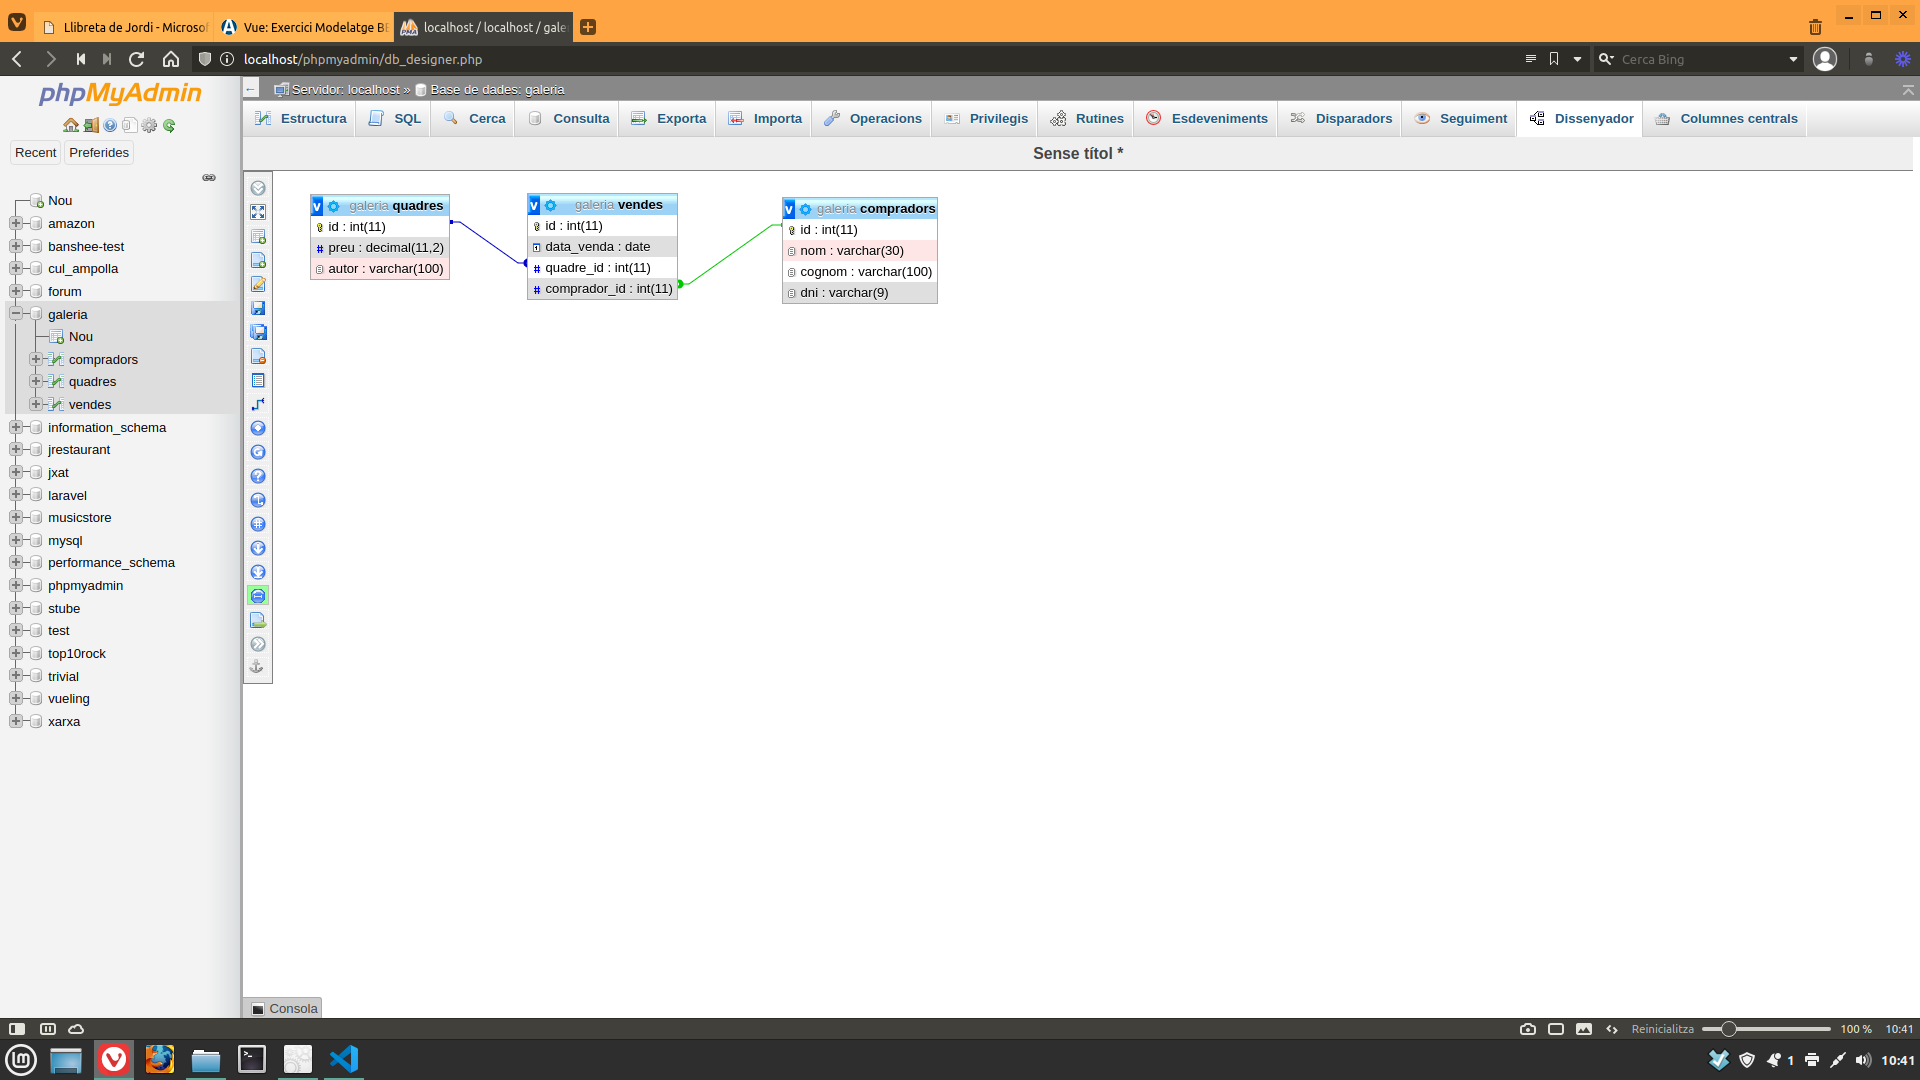 Llibreta de Jordi - Microsof
Vue: Exercici Modelatge BB
localhost / localhost / gale
localhost/phpmyadmin/db_designer.php
Cerca Bing
phpMyAdmin
Recent
Preferides
Nou
amazon
banshee-test
cul_ampolla
forum
galeria
Nou
compradors
quadres
vendes
information_schema
jrestaurant
jxat
laravel
musicstore
mysql
performance_schema
phpmyadmin
stube
test
top10rock
trivial
vueling
xarxa
Servidor: localhost » Base de dades: galeria
Estructura SQL Cerca Consulta Exporta Importa Operacions Privilegis Rutines Esdeveniments Disparadors Seguiment Dissenyador Columnes centrals
Sense títol *
v galeria quadres
id : int(11)
# preu : decimal(11,2)
autor : varchar(100)
v galeria vendes
id : int(11)
data_venda : date
# quadre_id : int(11)
# comprador_id : int(11)
v galeria compradors
id : int(11)
nom : varchar(30)
cognom : varchar(100)
dni : varchar(9)
Consola
Reinicialitza
100 %
10:41
1
10:41